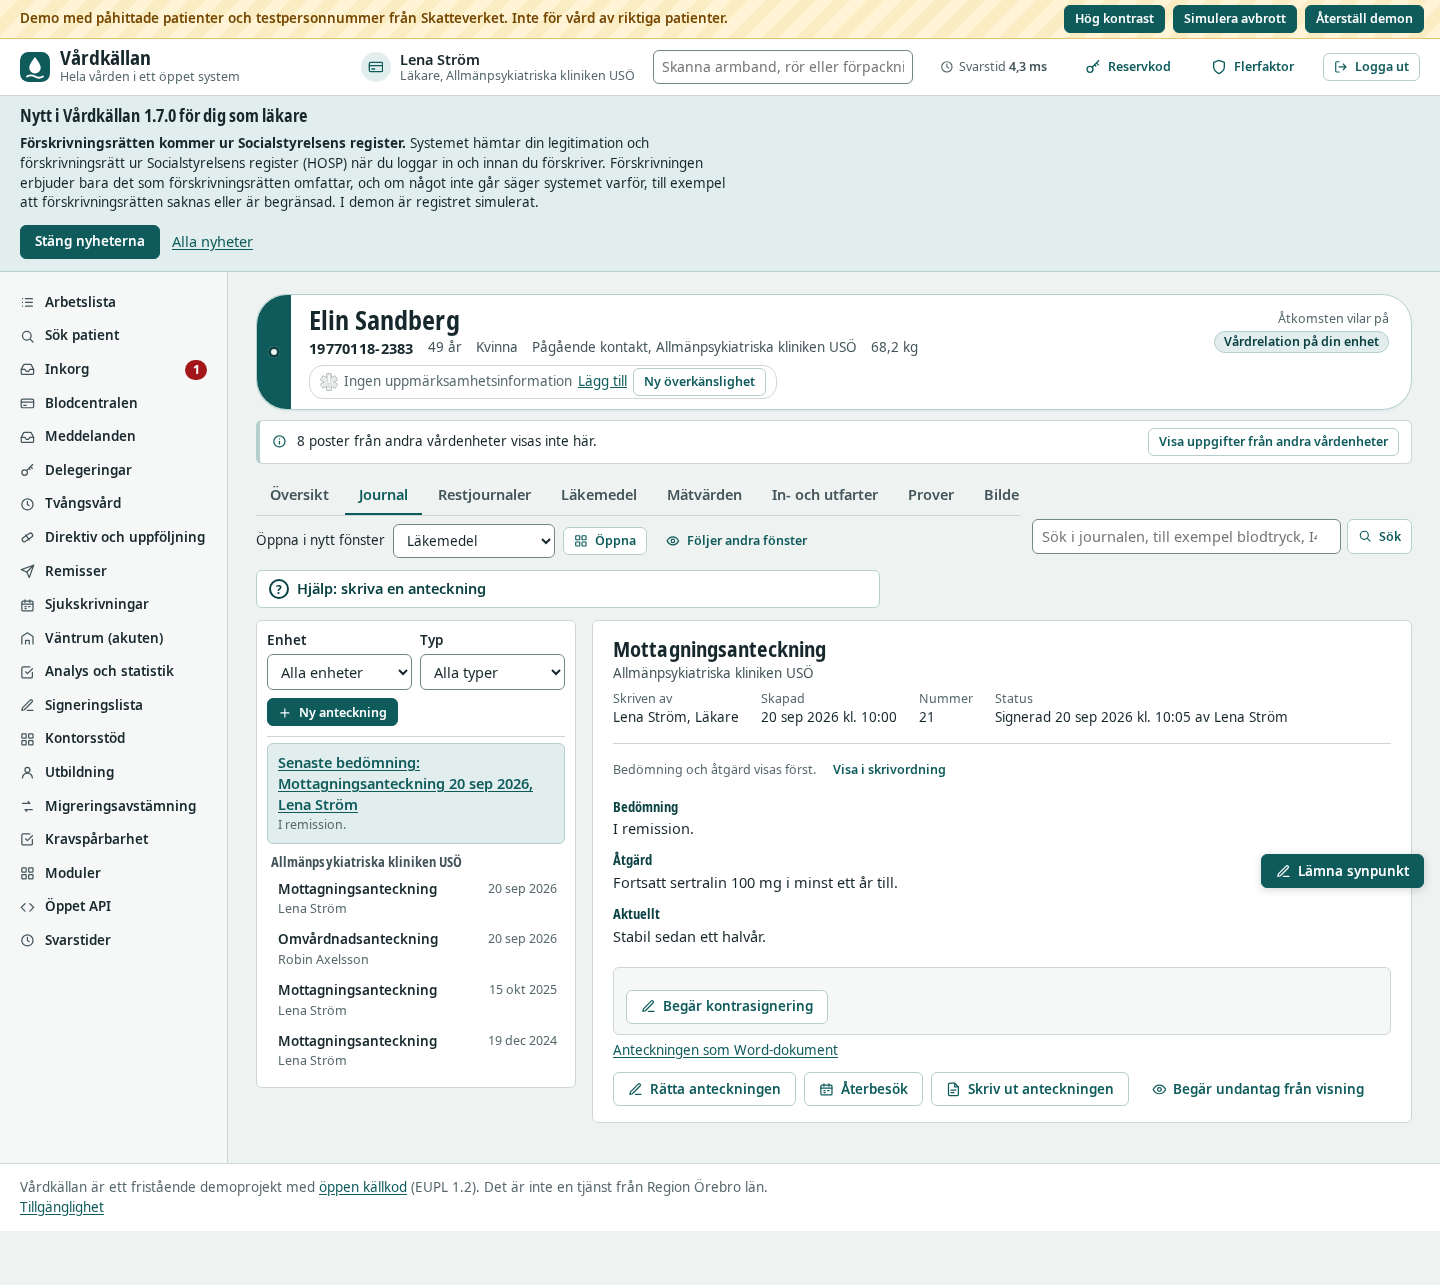 Demo med påhittade patienter och testpersonnummer från Skatteverket. Inte för vård av riktiga patienter.
Hög kontrast
Simulera avbrott
Återställ demon
Vårdkällan
Hela vården i ett öppet system
Lena Ström
Läkare, Allmänpsykiatriska kliniken USÖ
Skanna armband, rör eller förpackni
Svarstid 4,3 ms
Reservkod
Flerfaktor
Logga ut
Nytt i Vårdkällan 1.7.0 för dig som läkare
Förskrivningsrätten kommer ur Socialstyrelsens register. Systemet hämtar din legitimation och
förskrivningsrätt ur Socialstyrelsens register (HOSP) när du loggar in och innan du förskriver. Förskrivningen
erbjuder bara det som förskrivningsrätten omfattar, och om något inte går säger systemet varför, till exempel
att förskrivningsrätten saknas eller är begränsad. I demon är registret simulerat.
Stäng nyheterna
Alla nyheter
Arbetslista
Sök patient
Inkorg
1
Blodcentralen
Meddelanden
Delegeringar
Tvångsvård
Direktiv och uppföljning
Remisser
Sjukskrivningar
Väntrum (akuten)
Analys och statistik
Signeringslista
Kontorsstöd
Utbildning
Migreringsavstämning
Kravspårbarhet
Moduler
Öppet API
Svarstider
Elin Sandberg
19770118-2383 49 år Kvinna Pågående kontakt, Allmänpsykiatriska kliniken USÖ 68,2 kg
Ingen uppmärksamhetsinformation Lägg till Ny överkänslighet
Åtkomsten vilar på
Vårdrelation på din enhet
8 poster från andra vårdenheter visas inte här.
Visa uppgifter från andra vårdenheter
Översikt Journal Restjournaler Läkemedel Mätvärden In- och utfarter Prover Bilde
Öppna i nytt fönster
Läkemedel
Öppna
Följer andra fönster
Sök i journalen, till exempel blodtryck, I4
Sök
? Hjälp: skriva en anteckning
Enhet
Typ
Alla enheter
Alla typer
Ny anteckning
Senaste bedömning:
Mottagningsanteckning 20 sep 2026,
Lena Ström
I remission.
Allmänpsykiatriska kliniken USÖ
Mottagningsanteckning 20 sep 2026
Lena Ström
Omvårdnadsanteckning 20 sep 2026
Robin Axelsson
Mottagningsanteckning 15 okt 2025
Lena Ström
Mottagningsanteckning 19 dec 2024
Lena Ström
Mottagningsanteckning
Allmänpsykiatriska kliniken USÖ
Skriven av Skapad Nummer Status
Lena Ström, Läkare 20 sep 2026 kl. 10:00 21 Signerad 20 sep 2026 kl. 10:05 av Lena Ström
Bedömning och åtgärd visas först. Visa i skrivordning
Bedömning
I remission.
Åtgärd
Fortsatt sertralin 100 mg i minst ett år till.
Aktuellt
Stabil sedan ett halvår.
Lämna synpunkt
Begär kontrasignering
Anteckningen som Word-dokument
Rätta anteckningen
Återbesök
Skriv ut anteckningen
Begär undantag från visning
Vårdkällan är ett fristående demoprojekt med öppen källkod (EUPL 1.2). Det är inte en tjänst från Region Örebro län.
Tillgänglighet